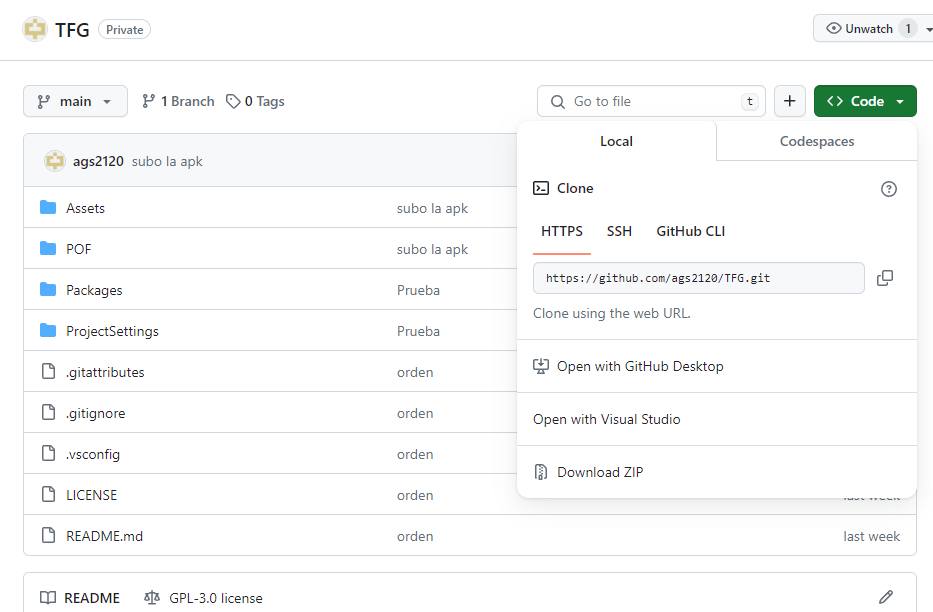 TFG Private
Unwatch 1
main 1 Branch 0 Tags
Go to file t
Code
ags2120 subo la apk
Local Codespaces
Clone
HTTPS SSH GitHub CLI
https://github.com/ags2120/TFG.git
Clone using the web URL.
Open with GitHub Desktop
Open with Visual Studio
Download ZIP
Assets subo la apk
POF subo la apk
Packages Prueba
ProjectSettings Prueba
.gitattributes orden
.gitignore orden
.vsconfig orden
LICENSE orden last week
README.md orden last week
README GPL-3.0 license